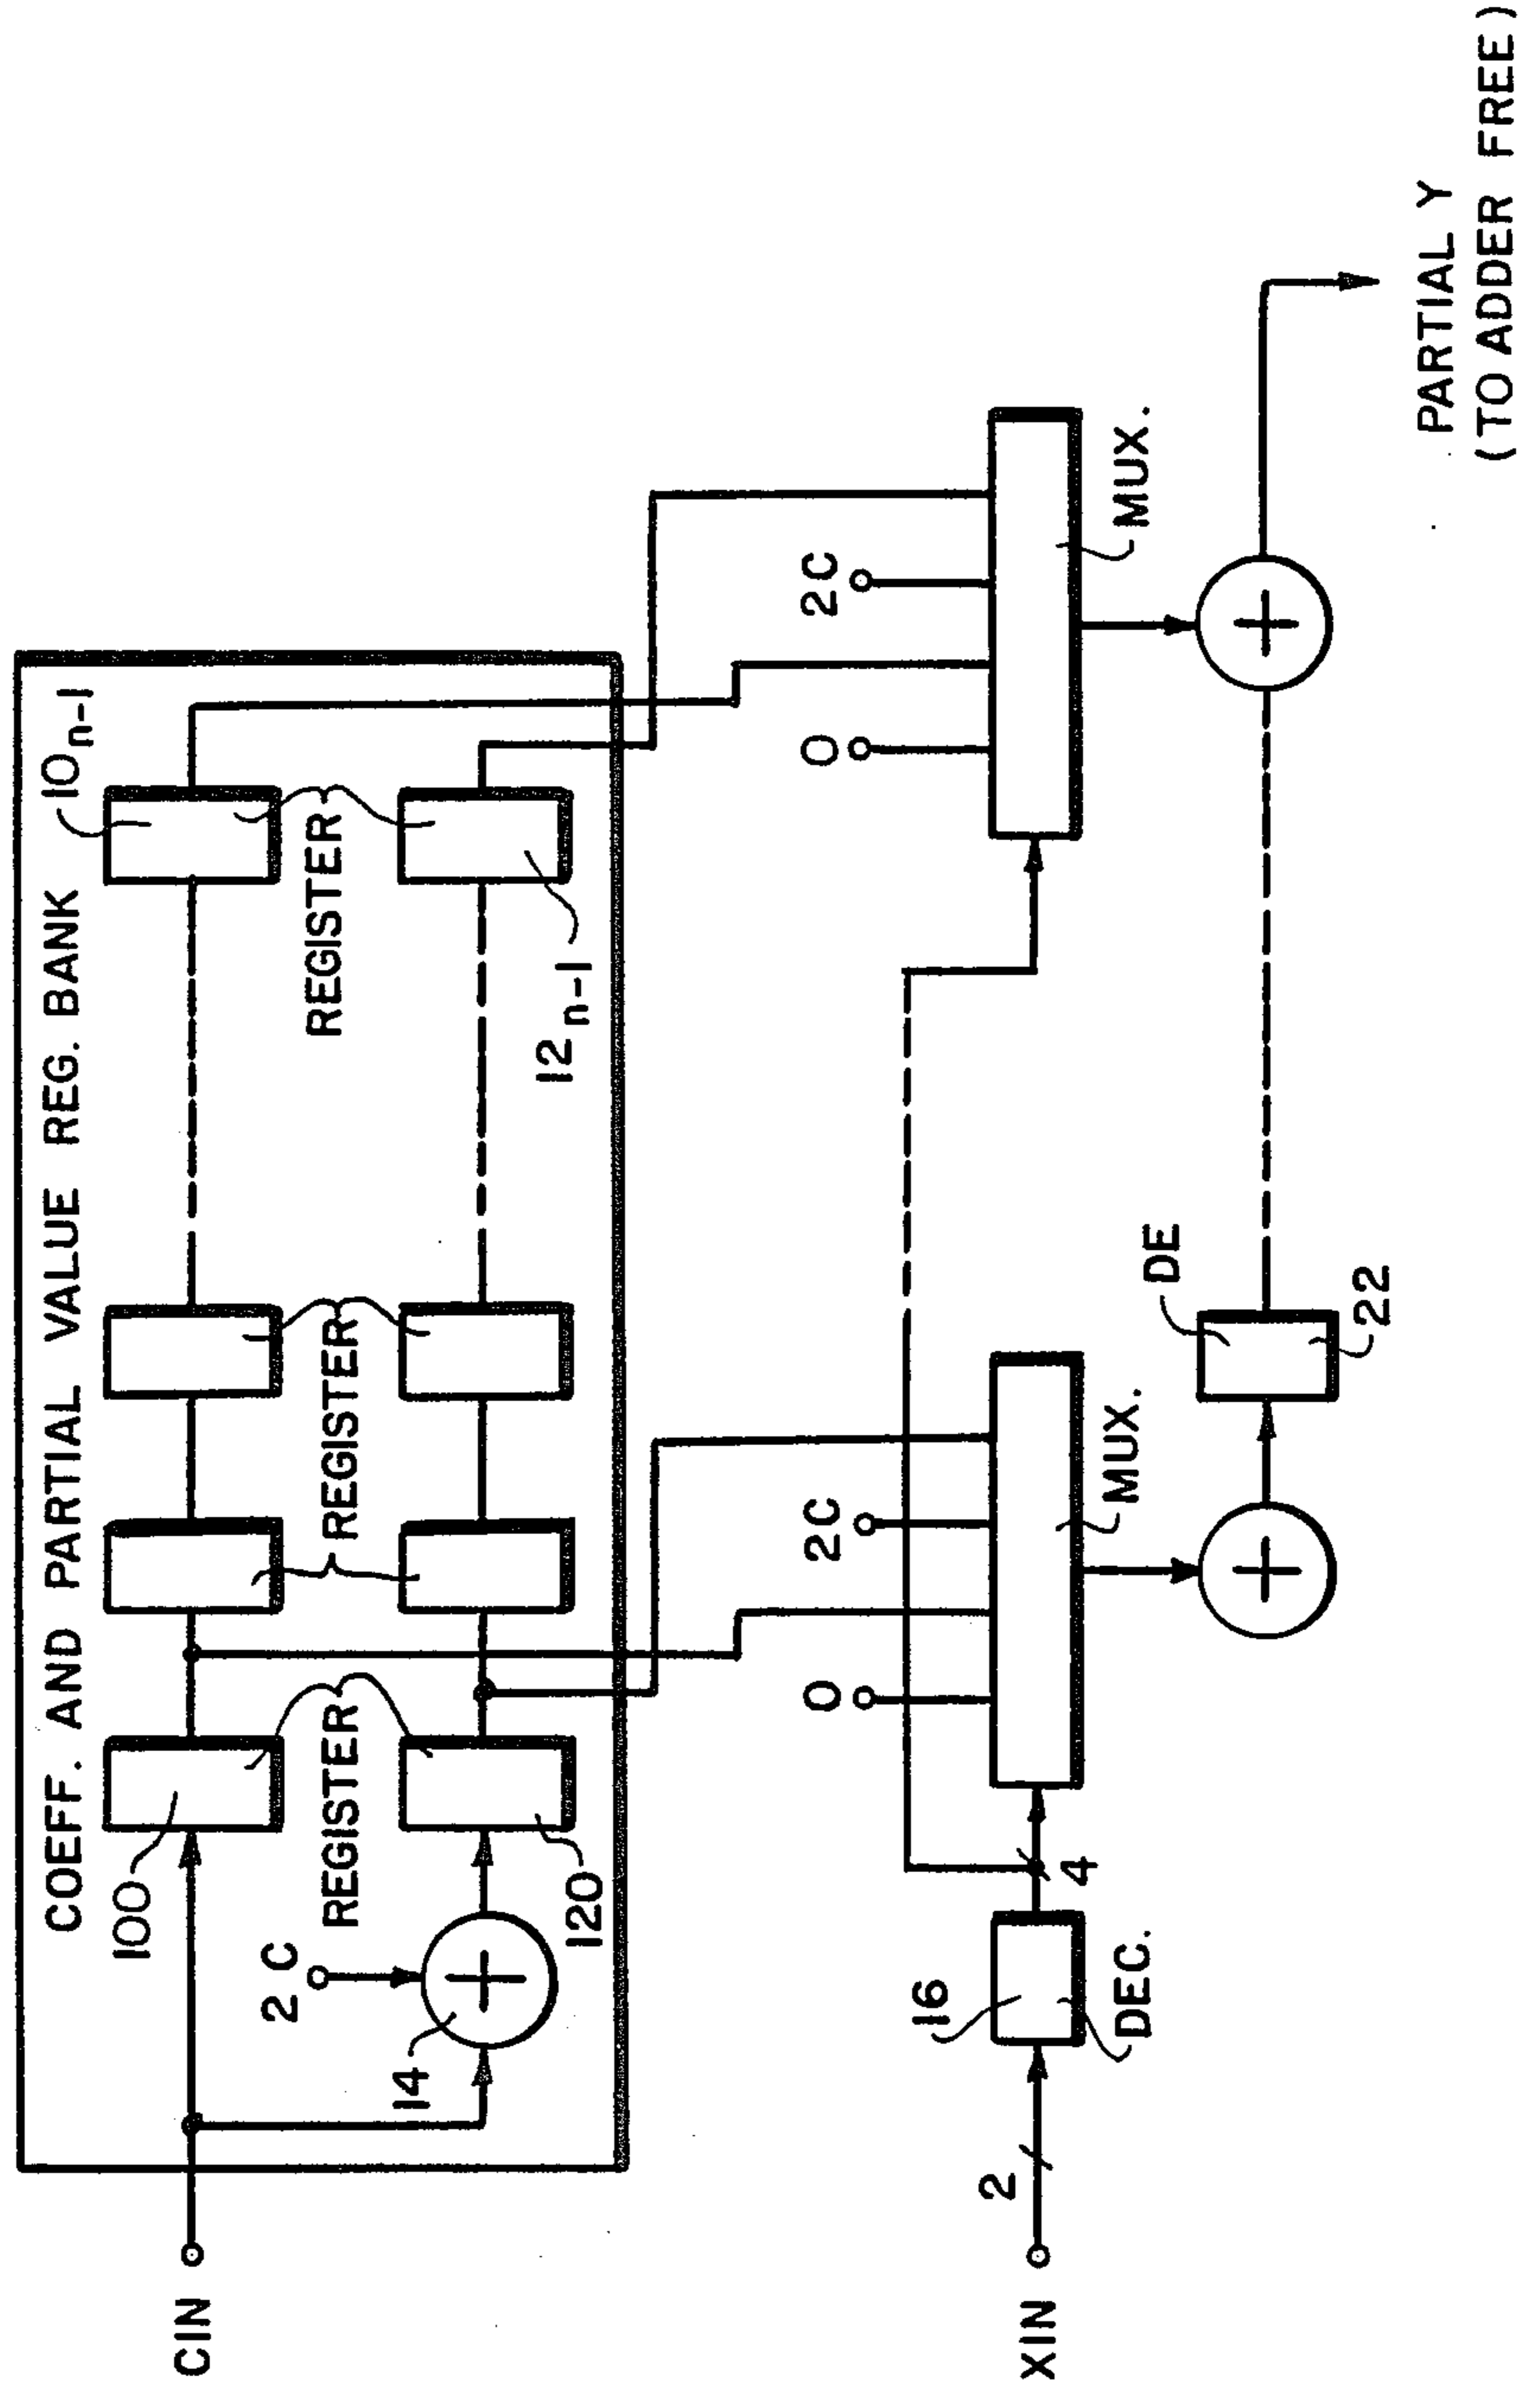 COEFF. AND PARTIAL VALUE REG. BANK
CIN
100
10n-1
2C
REGISTER
REGISTER
REGISTER
14
120
12n-1
XIN
2
16
DEC.
4
0
2C
MUX.
0
2C
MUX.
DE
22
PARTIAL Y
(TO ADDER FREE)